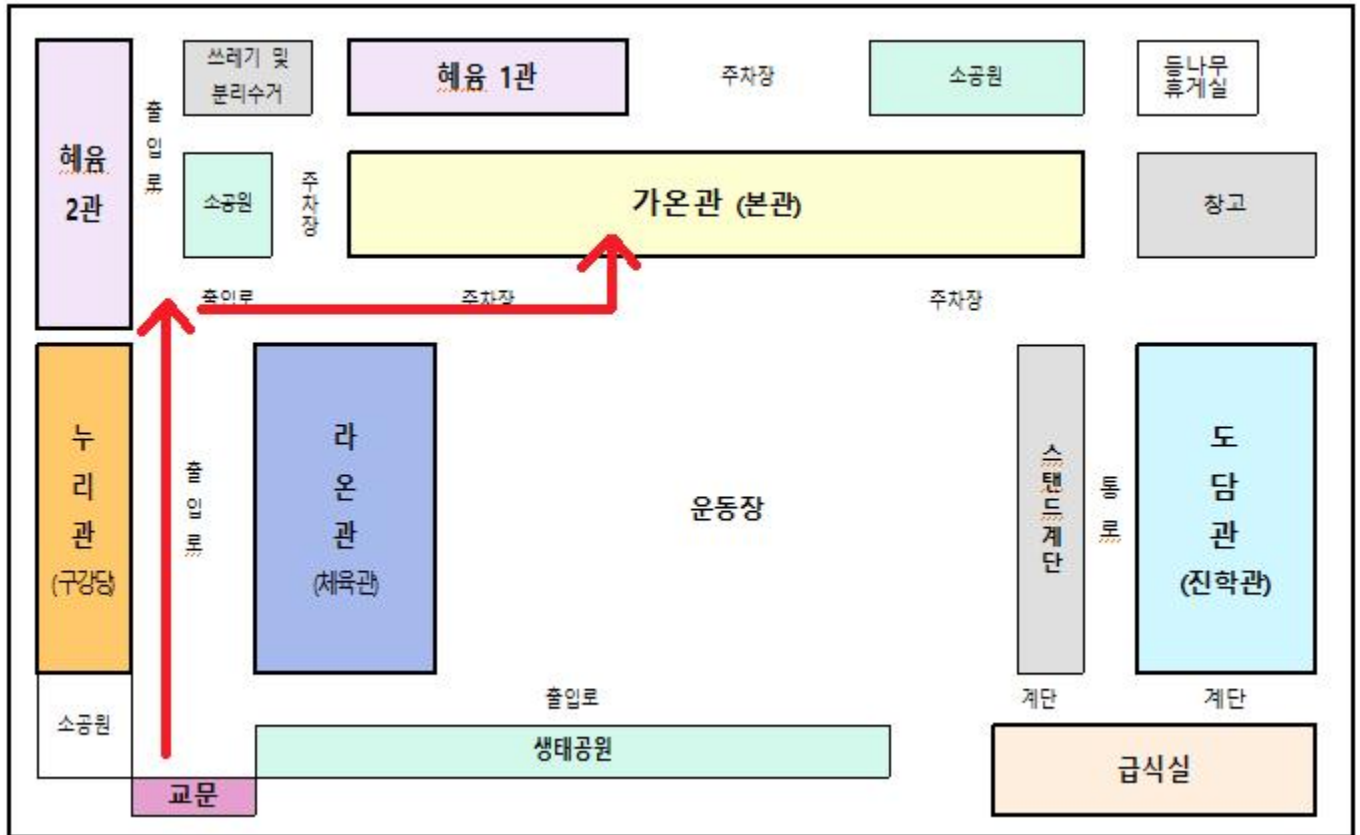 쓰레기 및
분리수거
혜윰 1관
주차장
소공원
등나무
휴게실
혜윰
2관
출입로
소공원
주차장
가온관 (본관)
창고
출입로
주차장
주차장
누리관
(구강당)
출입로
라온관
(체육관)
운동장
스탠드계단
통로
도담관
(진학관)
소공원
출입로
계단
계단
생태공원
급식실
교문